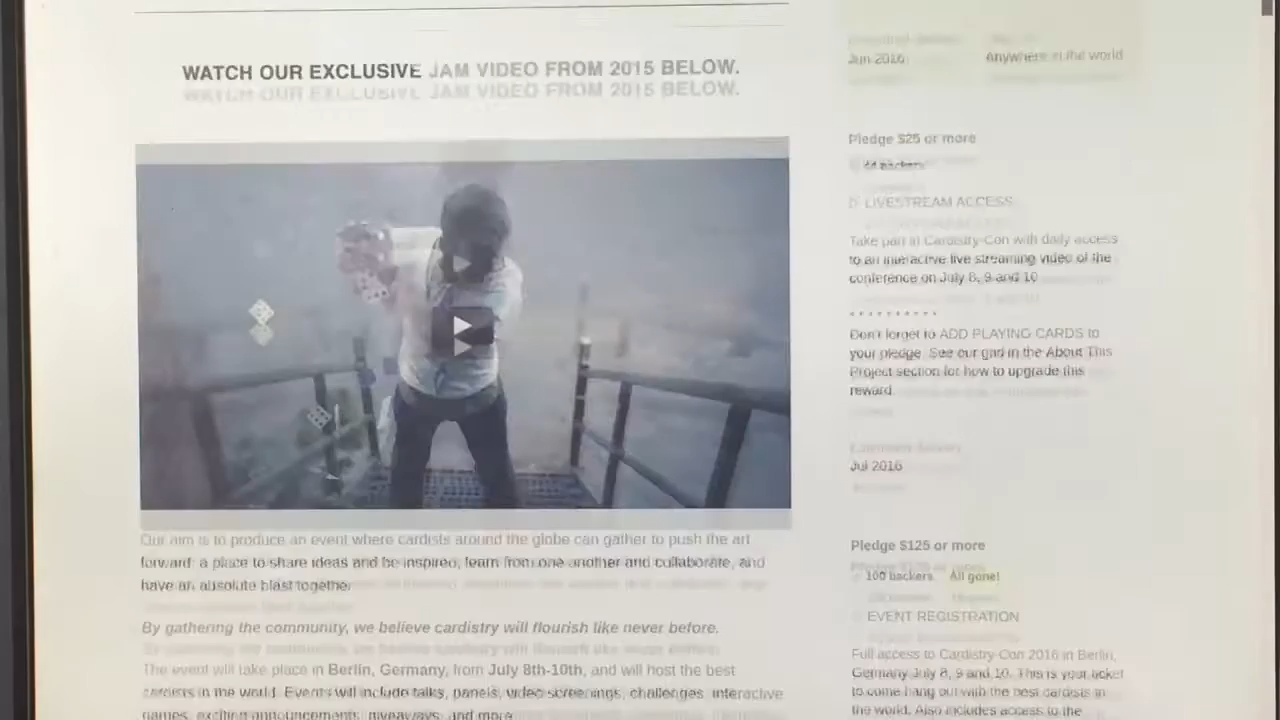 WATCH OUR EXCLUSIVE JAM VIDEO FROM 2015 BELOW.
Our aim is to produce an event where cardists around the globe can gather to push the art
forward: a place to share ideas and be inspired, learn from one another and collaborate, and
have an absolute blast together.
By gathering the community, we believe cardistry will flourish like never before.
The event will take place in Berlin, Germany, from July 8th-10th, and will host the best
cardists in the world. Events will include talks, panels, video screenings, challenges, interactive
games, exciting announcements, giveaways, and more.
Jun 2016
Anywhere in the world
Pledge $25 or more
backers
LIVESTREAM ACCESS
Take part in Cardistry-Con with daily access
to an interactive live streaming video of the
conference on July 8, 9 and 10
**********
Don't forget to ADD PLAYING CARDS to
your pledge. See our grid in the About This
Project section for how to upgrade this
reward.
Estimated delivery
Jul 2016
Pledge $125 or more
100 backers All gone!
EVENT REGISTRATION
Full access to Cardistry-Con 2016 in Berlin,
Germany July 8, 9 and 10. This is your ticket
to come hang out with the best cardists in
the world. Also includes access to the